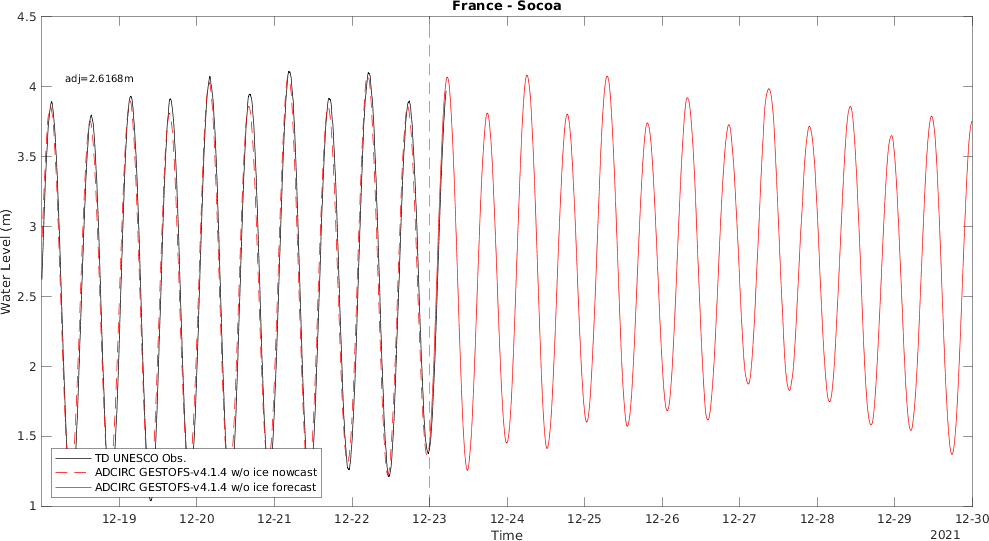 France - Socoa
4.5
4
3.5
3
2.5
2
1.5
1
Water Level (m)
adj=2.6168m
TD UNESCO Obs.
ADCIRC GESTOFS-v4.1.4 w/o ice nowcast
ADCIRC GESTOFS-v4.1.4 w/o ice forecast
12-19 12-20 12-21 12-22 12-23 12-24 12-25 12-26 12-27 12-28 12-29 12-30
Time
2021